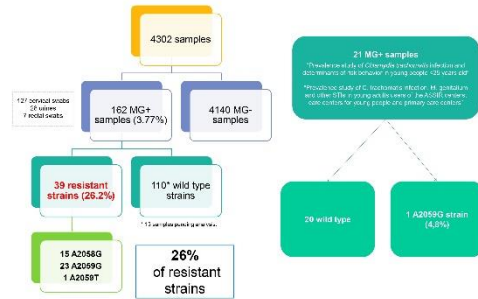 4302 samples
127 cervical swabs
28 urines
7 rectal swabs
162 MG+
samples (3.77%)
4140 MG-
samples
39 resistant
strains (26.2%)
110* wild type
strains
* 13 samples pending analysis
15 A2058G
23 A2059G
1 A2059T
26%
of resistant
strains
21 MG+ samples
"Prevalence study of Chlamydia trachomatis infection and
determinants of risk behavior in young people <25 years old"
"Prevalence study of C. trachomatis infection, M. genitalium
and other STIs in young adults users of the ASSIR centers,
care centers for young people and primary care centers"
20 wild type
1 A2059G strain
(4,8%)